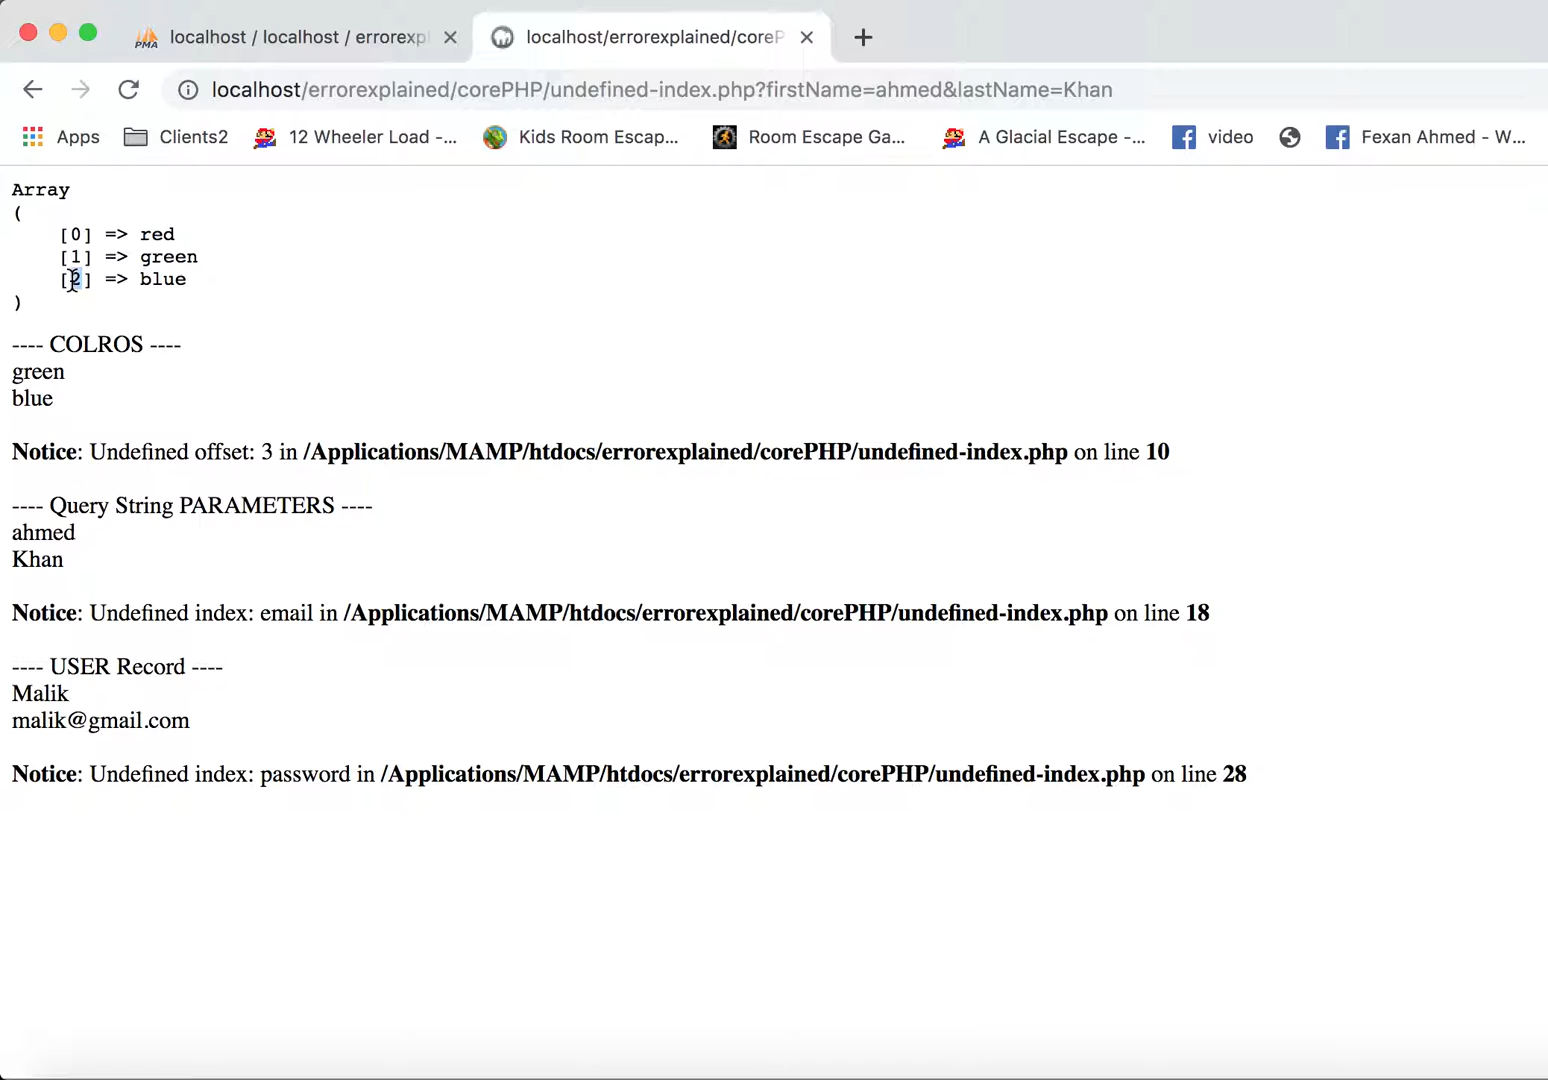 PMA localhost / localhost / errorexpl
localhost/errorexplained/coreP
localhost/errorexplained/corePHP/undefined-index.php?firstName=ahmed&lastName=Khan
Apps Clients2 12 Wheeler Load -... Kids Room Escap... Room Escape Ga... A Glacial Escape -... video Fexan Ahmed - W...
Array
(
[0] => red
[1] => green
[2] => blue
)
---- COLROS ----
green
blue
Notice: Undefined offset: 3 in /Applications/MAMP/htdocs/errorexplained/corePHP/undefined-index.php on line 10
---- Query String PARAMETERS ----
ahmed
Khan
Notice: Undefined index: email in /Applications/MAMP/htdocs/errorexplained/corePHP/undefined-index.php on line 18
---- USER Record ----
Malik
malik@gmail.com
Notice: Undefined index: password in /Applications/MAMP/htdocs/errorexplained/corePHP/undefined-index.php on line 28